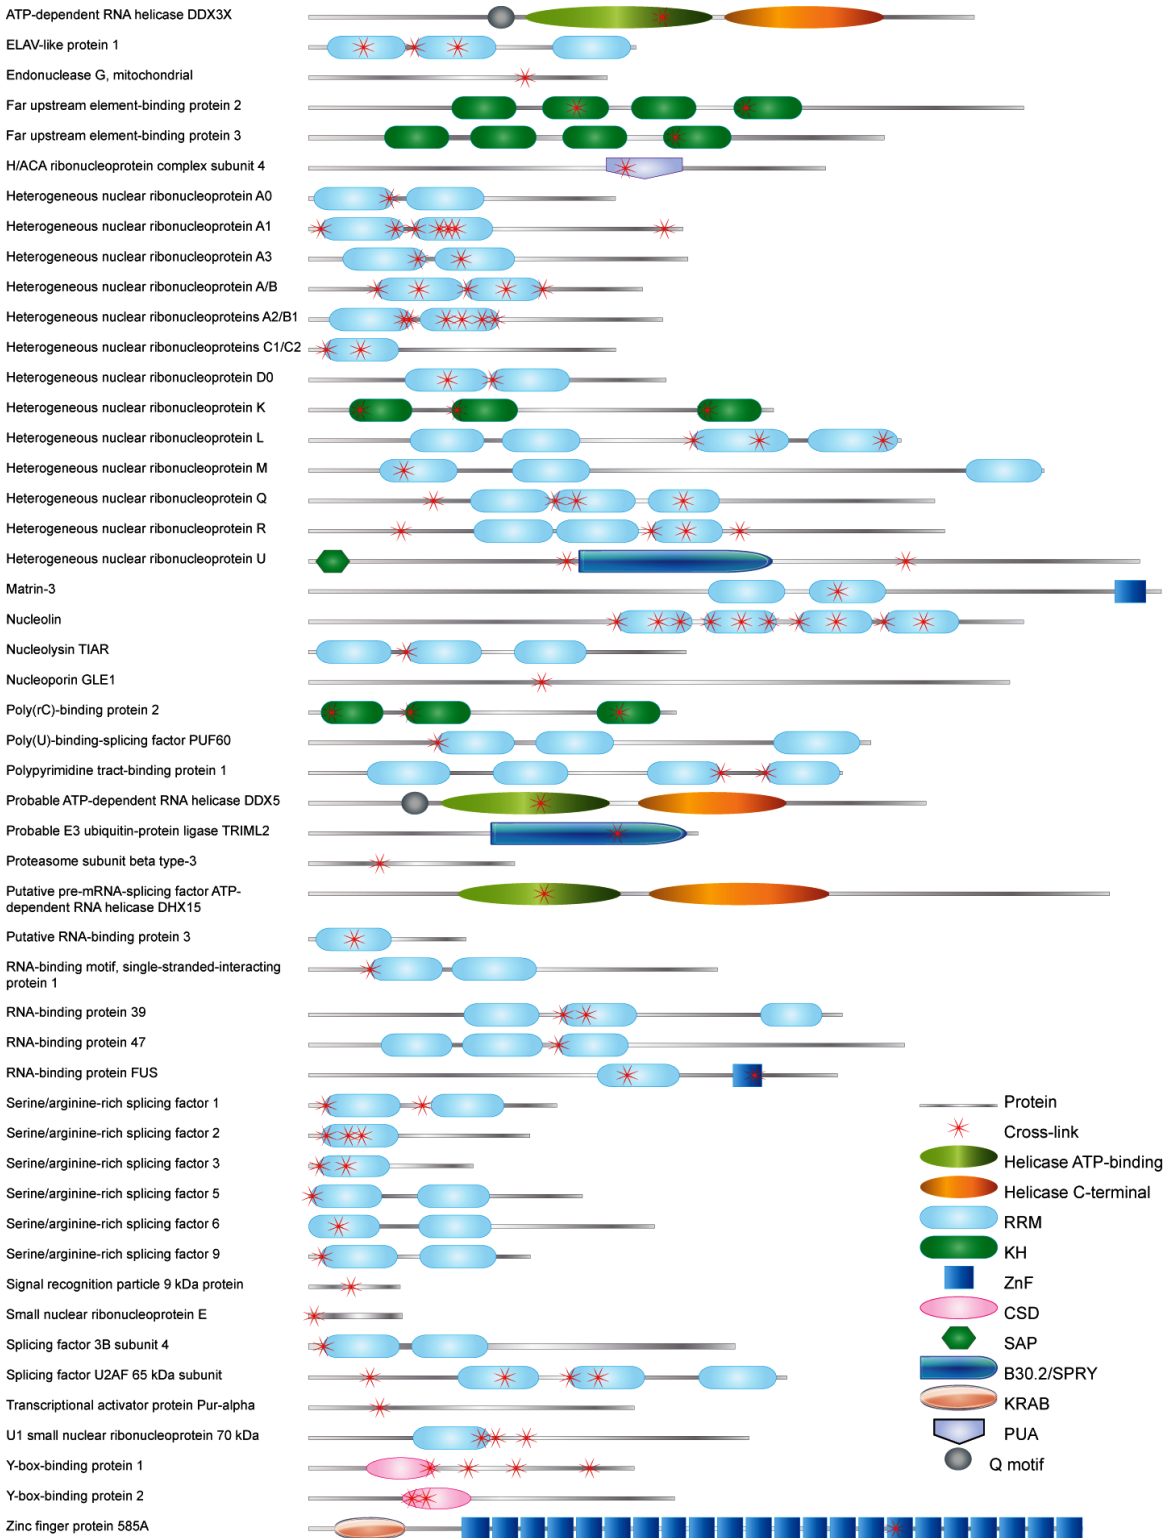 ATP-dependent RNA helicase DDX3X
ELAV-like protein 1
Endonuclease G, mitochondrial
Far upstream element-binding protein 2
Far upstream element-binding protein 3
H/ACA ribonucleoprotein complex subunit 4
Heterogeneous nuclear ribonucleoprotein A0
Heterogeneous nuclear ribonucleoprotein A1
Heterogeneous nuclear ribonucleoprotein A3
Heterogeneous nuclear ribonucleoprotein A/B
Heterogeneous nuclear ribonucleoproteins A2/B1
Heterogeneous nuclear ribonucleoproteins C1/C2
Heterogeneous nuclear ribonucleoprotein D0
Heterogeneous nuclear ribonucleoprotein K
Heterogeneous nuclear ribonucleoprotein L
Heterogeneous nuclear ribonucleoprotein M
Heterogeneous nuclear ribonucleoprotein Q
Heterogeneous nuclear ribonucleoprotein R
Heterogeneous nuclear ribonucleoprotein U
Matrin-3
Nucleolin
Nucleolysin TIAR
Nucleoporin GLE1
Poly(rC)-binding protein 2
Poly(U)-binding-splicing factor PUF60
Polypyrimidine tract-binding protein 1
Probable ATP-dependent RNA helicase DDX5
Probable E3 ubiquitin-protein ligase TRIML2
Proteasome subunit beta type-3
Putative pre-mRNA-splicing factor ATP-
dependent RNA helicase DHX15
Putative RNA-binding protein 3
RNA-binding motif, single-stranded-interacting
protein 1
RNA-binding protein 39
RNA-binding protein 47
RNA-binding protein FUS
Serine/arginine-rich splicing factor 1
Serine/arginine-rich splicing factor 2
Serine/arginine-rich splicing factor 3
Serine/arginine-rich splicing factor 5
Serine/arginine-rich splicing factor 6
Serine/arginine-rich splicing factor 9
Signal recognition particle 9 kDa protein
Small nuclear ribonucleoprotein E
Splicing factor 3B subunit 4
Splicing factor U2AF 65 kDa subunit
Transcriptional activator protein Pur-alpha
U1 small nuclear ribonucleoprotein 70 kDa
Y-box-binding protein 1
Y-box-binding protein 2
Zinc finger protein 585A
Protein
Cross-link
Helicase ATP-binding
Helicase C-terminal
RRM
KH
ZnF
CSD
SAP
B30.2/SPRY
KRAB
PUA
Q motif